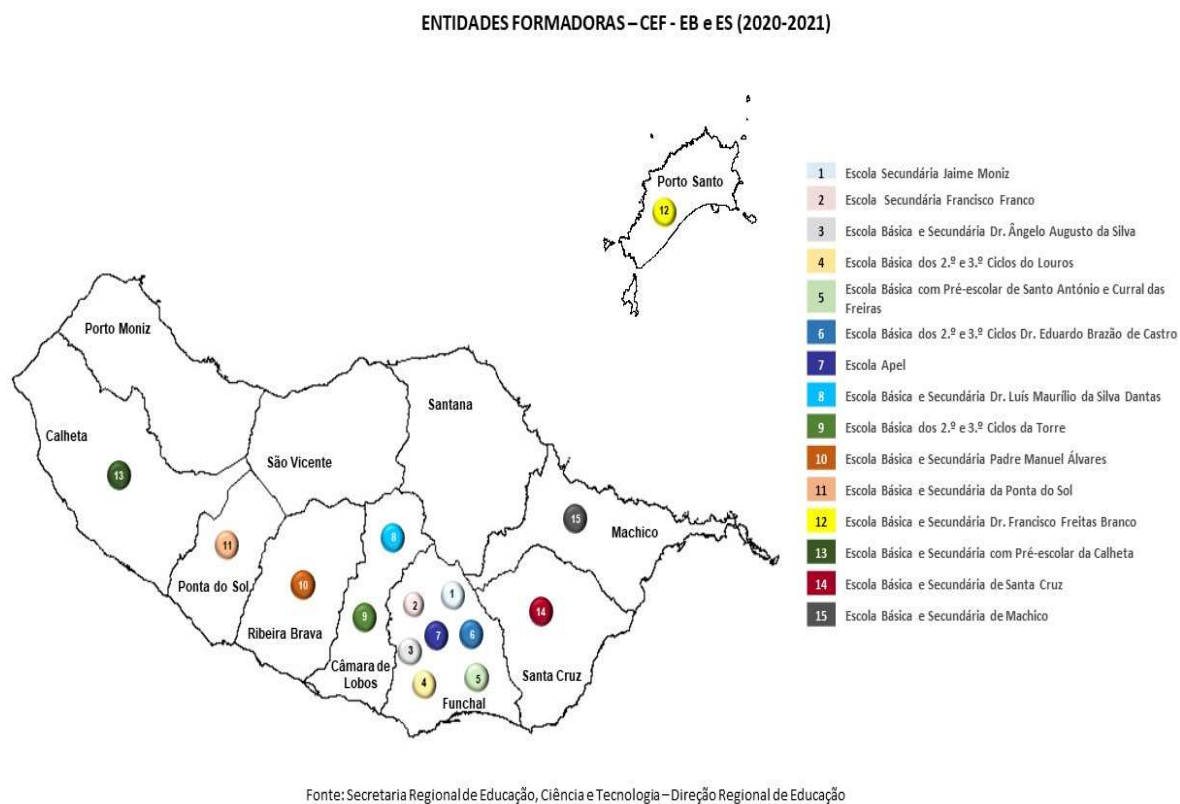 ENTIDADES FORMADORAS – CEF - EB e ES (2020-2021)
Porto Santo
12
Porto Moniz
Calheta
13
São Vicente
Santana
Machico
15
11
Ponta do Sol
10
Ribeira Brava
8
9
Câmara de
Lobos
1
2
7
6
3
4
5
Funchal
14
Santa Cruz
1 Escola Secundária Jaime Moniz
2 Escola Secundária Francisco Franco
3 Escola Básica e Secundária Dr. Ângelo Augusto da Silva
4 Escola Básica dos 2.º e 3.º Ciclos do Louros
5 Escola Básica com Pré-escolar de Santo António e Curral das
Freiras
6 Escola Básica dos 2.º e 3.º Ciclos Dr. Eduardo Brazão de Castro
7 Escola Apel
8 Escola Básica e Secundária Dr. Luís Maurílio da Silva Dantas
9 Escola Básica dos 2.º e 3.º Ciclos da Torre
10 Escola Básica e Secundária Padre Manuel Álvares
11 Escola Básica e Secundária da Ponta do Sol
12 Escola Básica e Secundária Dr. Francisco Freitas Branco
13 Escola Básica e Secundária com Pré-escolar da Calheta
14 Escola Básica e Secundária de Santa Cruz
15 Escola Básica e Secundária de Machico
Fonte: Secretaria Regional de Educação, Ciência e Tecnologia – Direção Regional de Educação